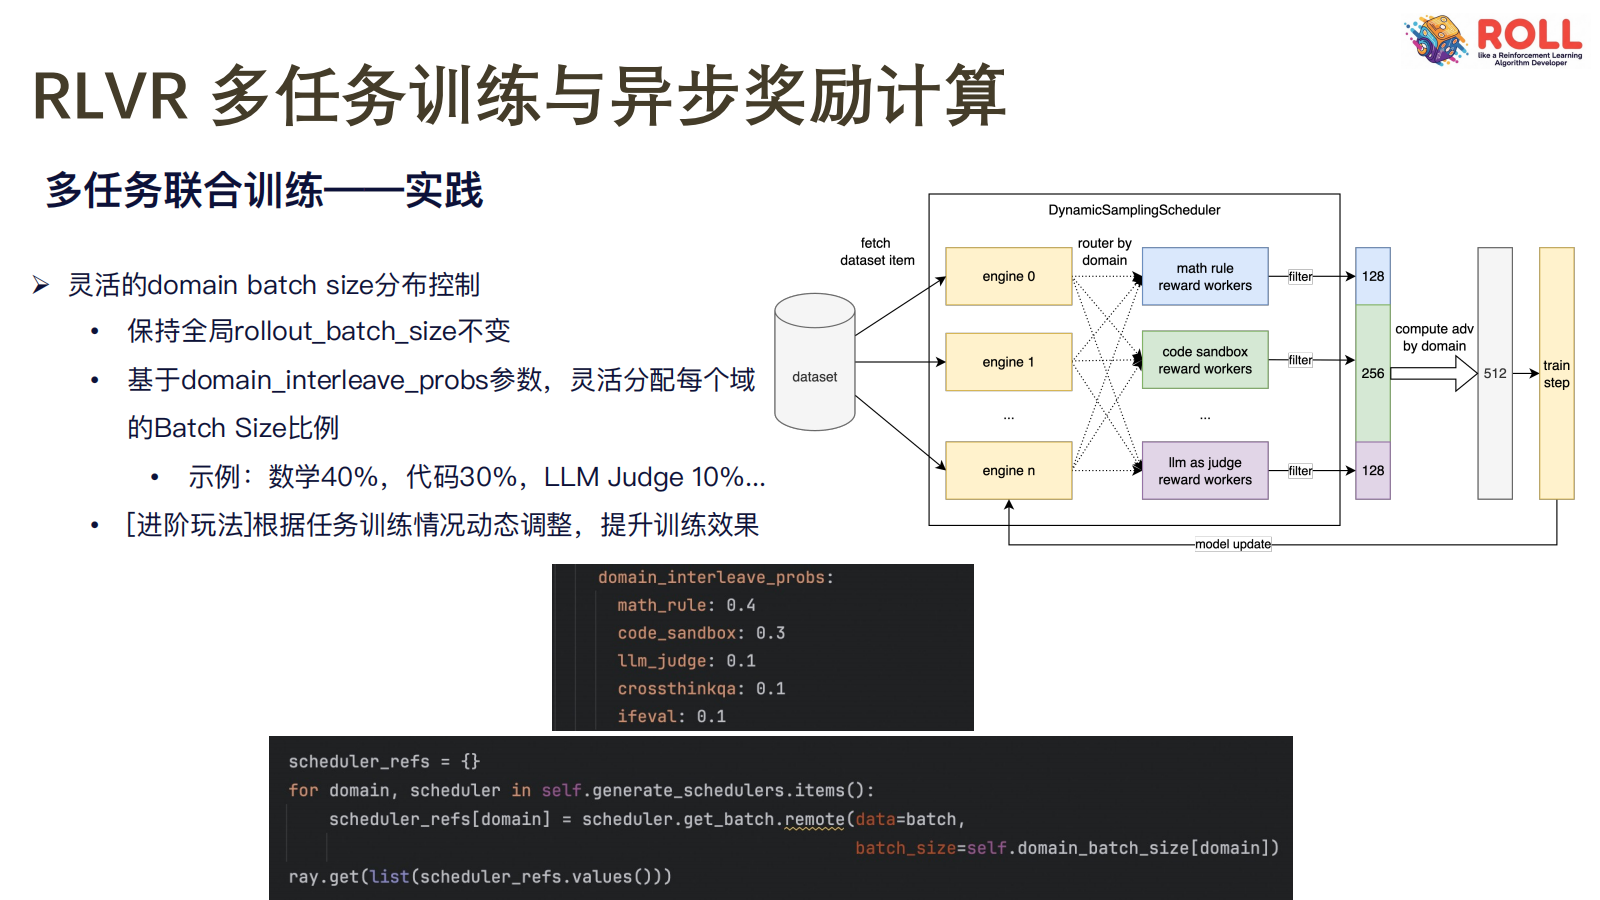 ROLL
like a Reinforcement Learning
Algorithm Developer
RLVR 多任务训练与异步奖励计算
多任务联合训练——实践
➢ 灵活的domain batch size分布控制
• 保持全局rollout_batch_size不变
• 基于domain_interleave_probs参数，灵活分配每个域
的Batch Size比例
• 示例：数学40%，代码30%，LLM Judge 10%...
• [进阶玩法]根据任务训练情况动态调整，提升训练效果
DynamicSamplingScheduler
fetch
dataset item
router by
domain
dataset
engine 0
engine 1
...
engine n
math rule
reward workers
code sandbox
reward workers
...
llm as judge
reward workers
filter
filter
filter
128
256
128
compute adv
by domain
512
train
step
model update
domain_interleave_probs:
math_rule: 0.4
code_sandbox: 0.3
llm_judge: 0.1
crossthinkqa: 0.1
ifeval: 0.1
scheduler_refs = {}
for domain, scheduler in self.generate_schedulers.items():
scheduler_refs[domain] = scheduler.get_batch.remote(data=batch,
batch_size=self.domain_batch_size[domain])
ray.get(list(scheduler_refs.values()))